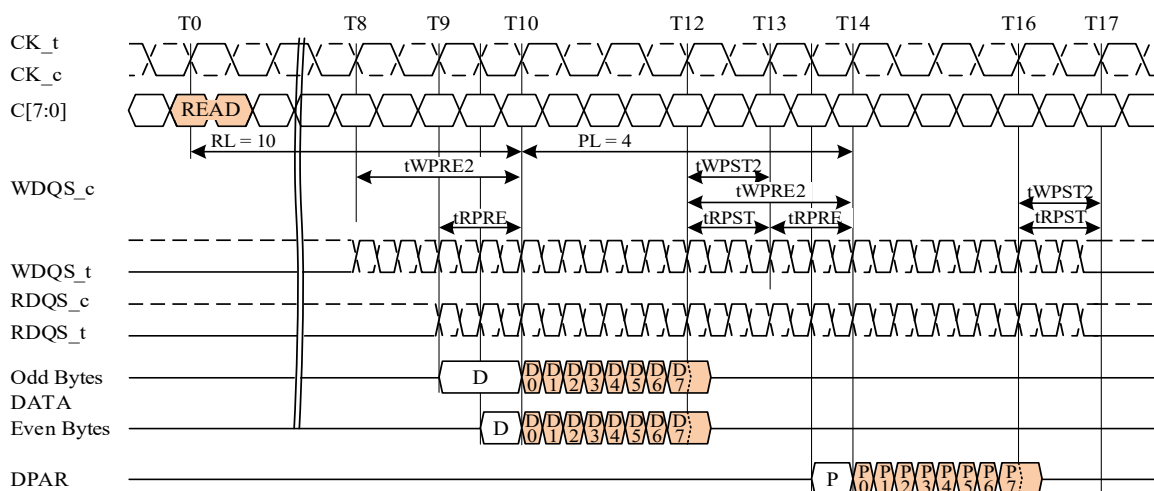 T0 T8 T9 T10 T12 T13 T14 T16 T17
CK_t
CK_c
C[7:0] READ
RL = 10 PL = 4
tWPRE2 tWPST2
WDQS_c tWPRE2 tWPST2
tRPRE tRPST tRPRE tRPST
WDQS_t
RDQS_c
RDQS_t
Odd Bytes D D0 D1 D2 D3 D4 D5 D6 D7
DATA
Even Bytes D D0 D1 D2 D3 D4 D5 D6 D7
DPAR P P0 P1 P2 P3 P4 P5 P6 P7